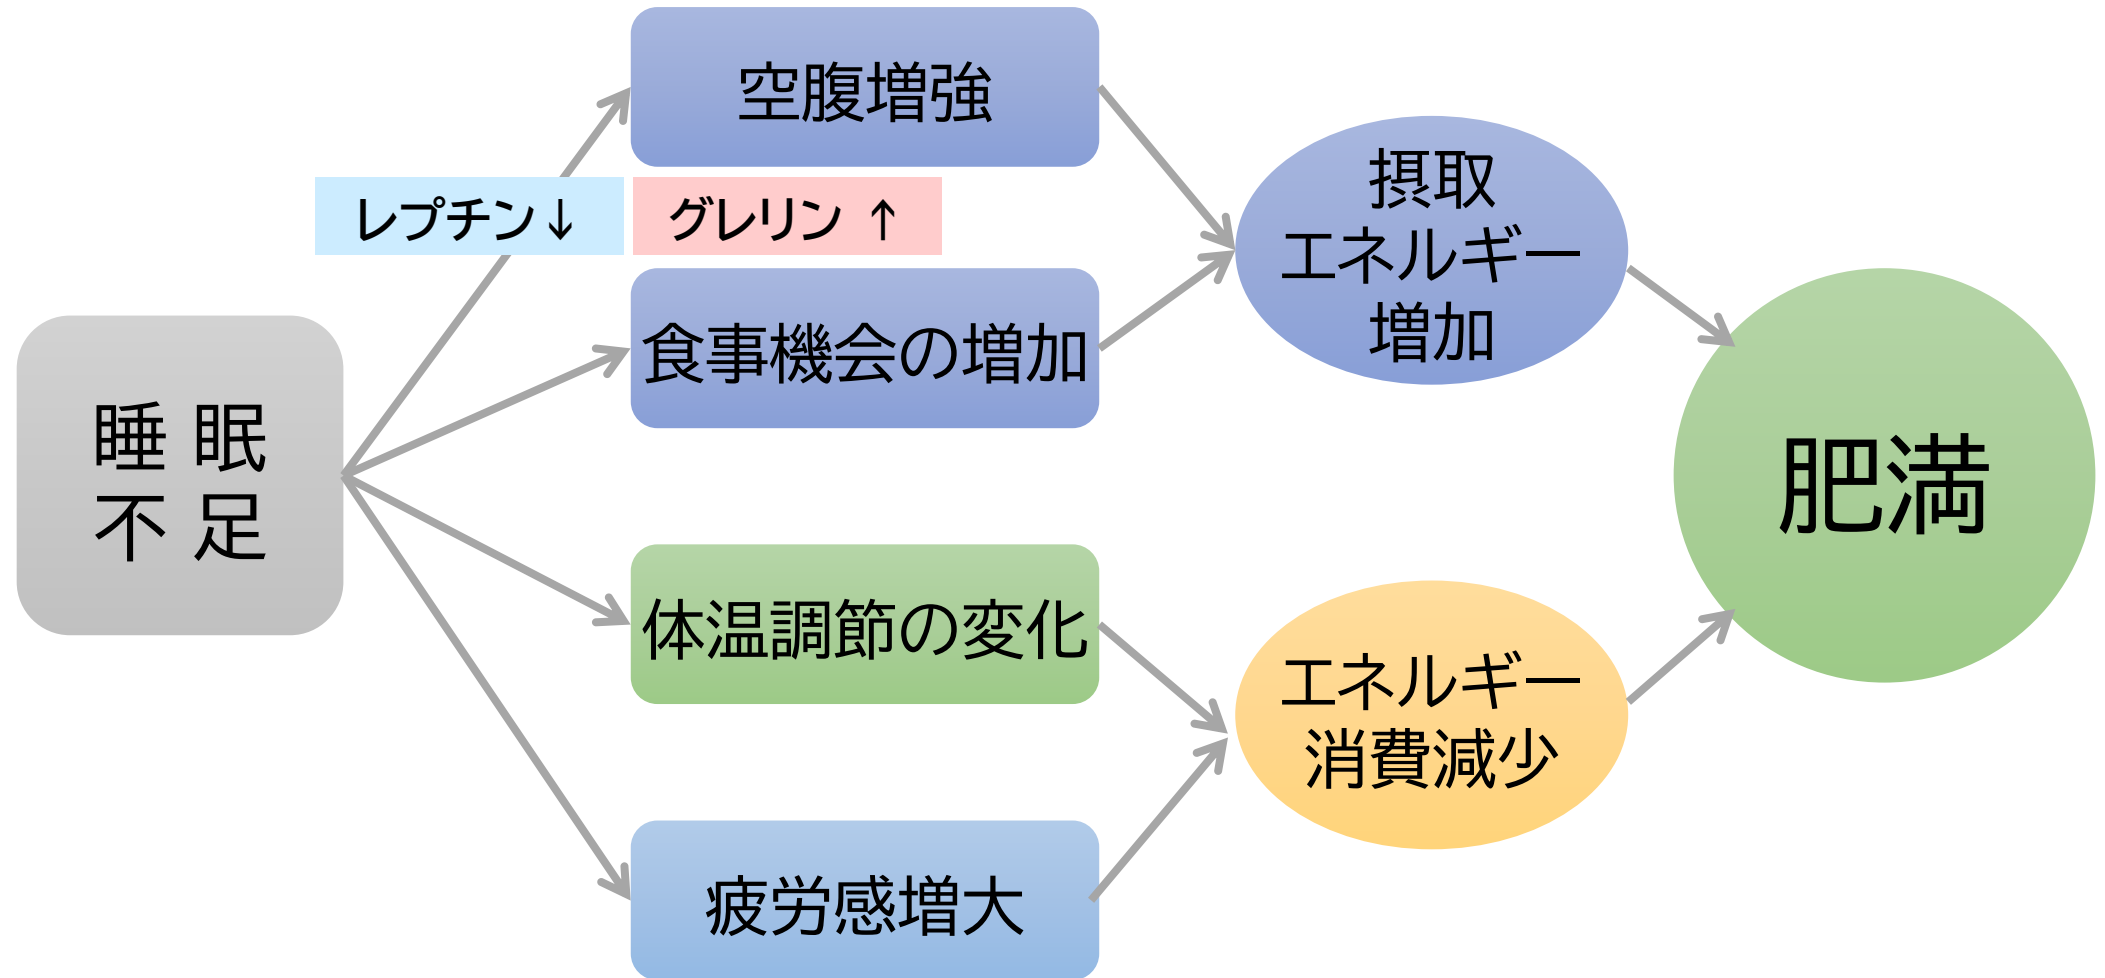 空腹増強
レプチン↓
グレリン ↑
食事機会の増加
睡 眠
不 足
体温調節の変化
疲労感増大
摂取
エネルギー
増加
エネルギー
消費減少
肥満